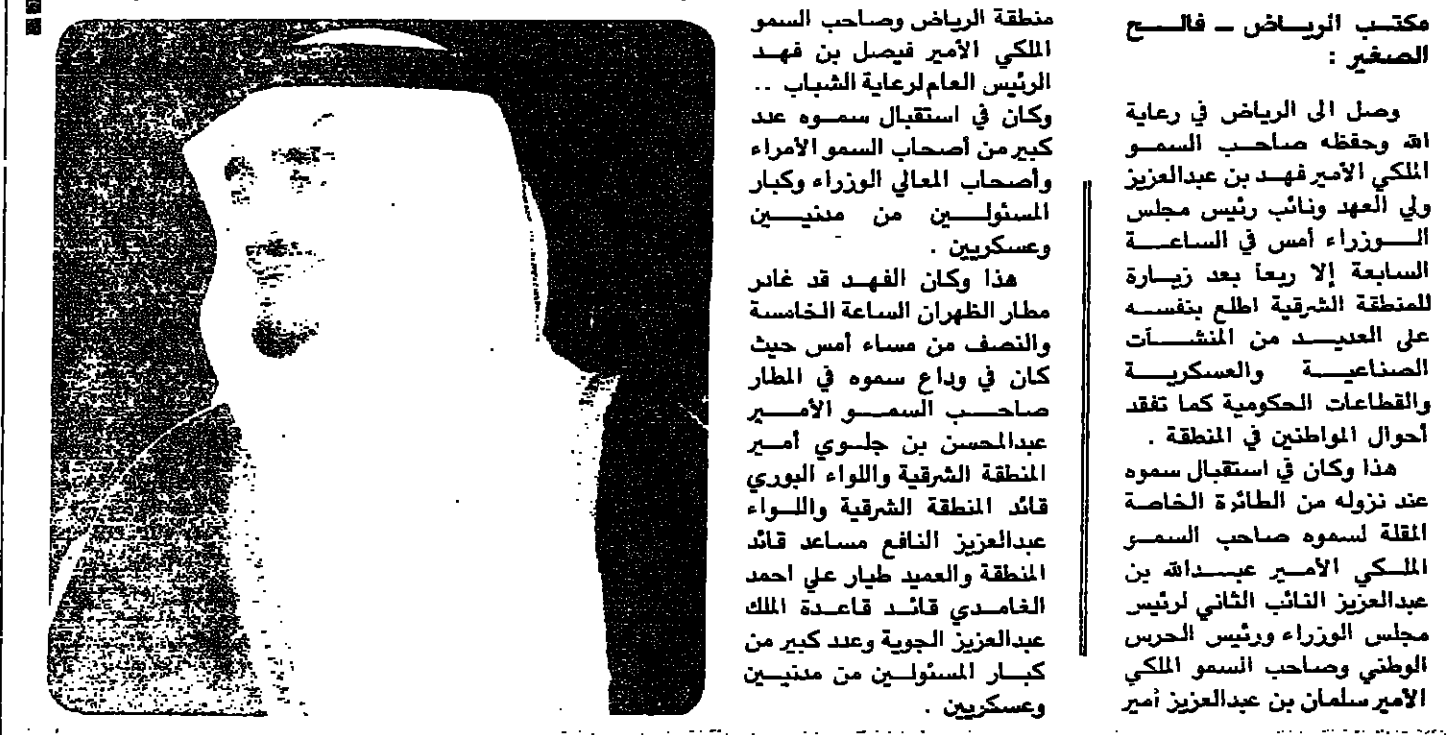 مكتب الرياض ــ فالح
الصغير :
وصل الى الرياض في رعاية
الله وحفظه صاحب السمو
الملكي الأمير فهد بن عبدالعزيز
ولي العهد ونائب رئيس مجلس
الوزراء أمس في الساعة
السابعة إلا ربعاً بعد زيارة
للمنطقة الشرقية اطلع بنفسه
على العديد من المنشآت
الصناعية والعسكرية
والقطاعات الحكومية كما تفقد
أحوال المواطنين في المنطقة .
هذا وكان في استقبال سموه
عند نزوله من الطائرة الخاصة
المقلة لسموه صاحب السمو
الملكي الأمير عبدالله بن
عبدالعزيز النائب الثاني لرئيس
مجلس الوزراء ورئيس الحرس
الوطني وصاحب السمو الملكي
الأمير سلمان بن عبدالعزيز أمير
منطقة الرياض وصاحب السمو
الملكي الأمير فيصل بن فهد
الرئيس العام لرعاية الشباب ..
وكان في استقبال سموه عدد
كبير من أصحاب السمو الأمراء
وأصحاب المعالي الوزراء وكبار
المسئولين من مدنيين
وعسكريين .
هذا وكان الفهد قد غادر
مطار الظهران الساعة الخامسة
والنصف من مساء أمس حيث
كان في وداع سموه في المطار
صاحب السمو الأمير
عبدالمحسن بن جلوي أمير
المنطقة الشرقية واللواء البوري
قائد المنطقة الشرقية واللواء
عبدالعزيز النافع مساعد قائد
المنطقة والعميد طيار علي احمد
الغامدي قائد قاعدة الملك
عبدالعزيز الجوية وعدد كبير من
كبار المسئولين من مدنيين
وعسكريين .